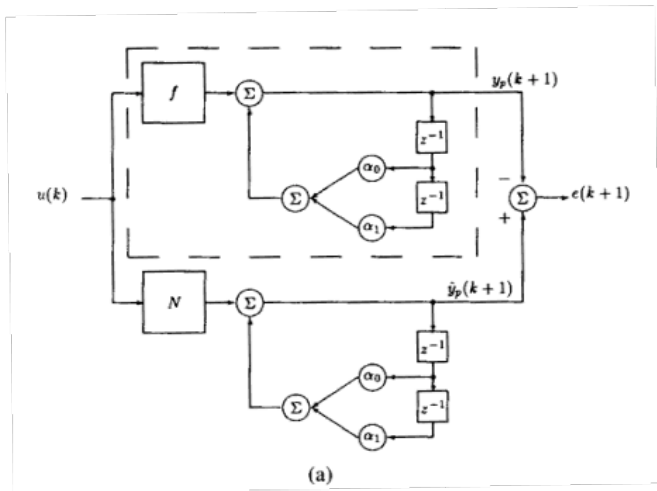 f
Σ
y_p(k+1)
z^{-1}
α_0
Σ
z^{-1}
α_1
u(k)
−
Σ
e(k+1)
+
N
Σ
ŷ_p(k+1)
z^{-1}
α_0
Σ
z^{-1}
α_1
(a)